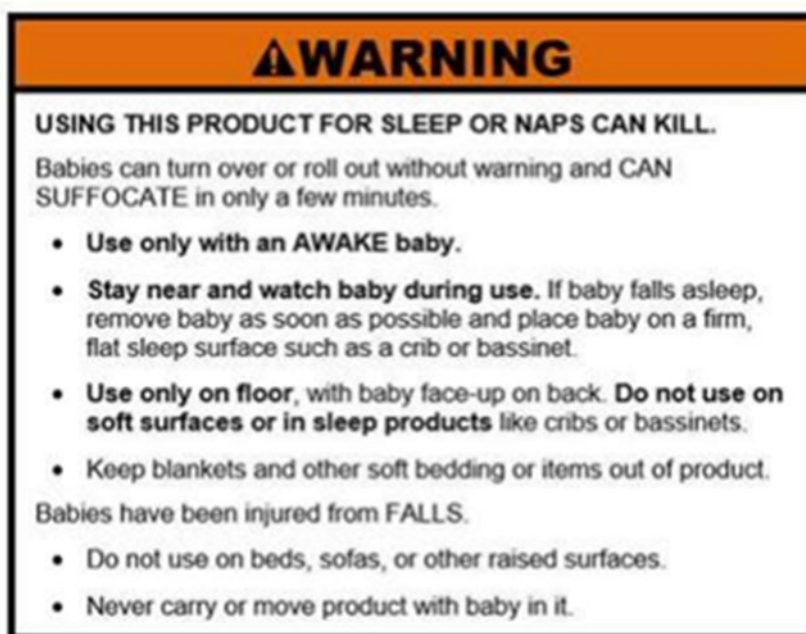 ⚠WARNING
USING THIS PRODUCT FOR SLEEP OR NAPS CAN KILL.
Babies can turn over or roll out without warning and CAN
SUFFOCATE in only a few minutes.
• Use only with an AWAKE baby.
• Stay near and watch baby during use. If baby falls asleep,
remove baby as soon as possible and place baby on a firm,
flat sleep surface such as a crib or bassinet.
• Use only on floor, with baby face-up on back. Do not use on
soft surfaces or in sleep products like cribs or bassinets.
• Keep blankets and other soft bedding or items out of product.
Babies have been injured from FALLS.
• Do not use on beds, sofas, or other raised surfaces.
• Never carry or move product with baby in it.